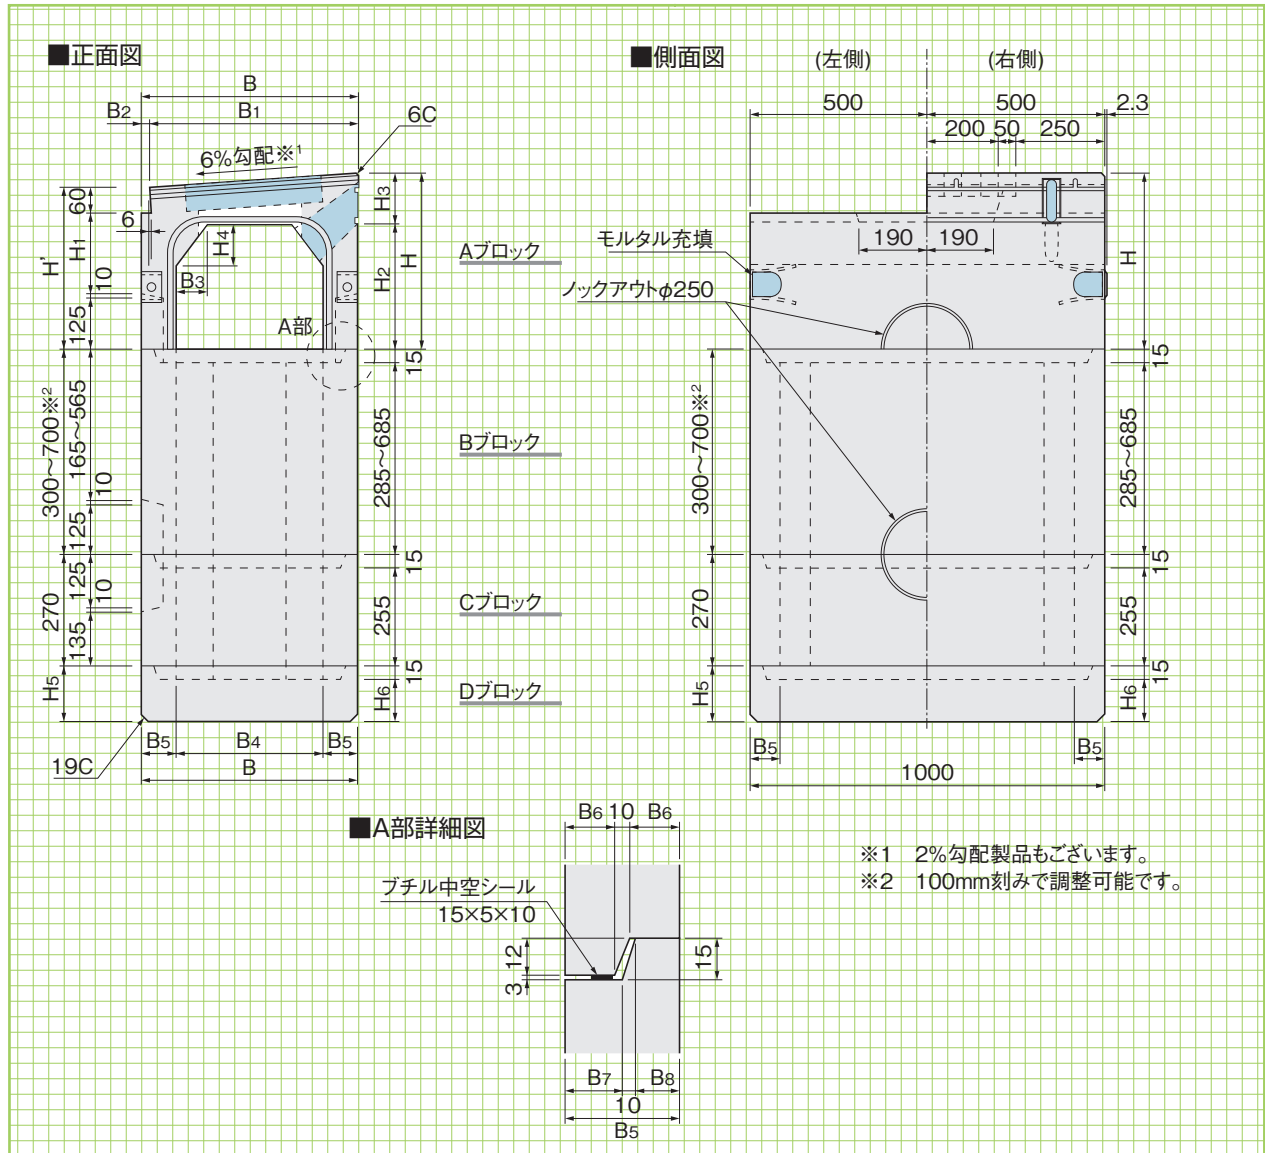 ■正面図
B
B2
B1
6C
6%勾配※1
60
6
H1
H'
10
125
H3
H4
H2
H
B3
A部
15
300〜700※2
165〜565
10
125
285〜685
15
125
10
270
135
255
15
H5
H6
B5
B4
B5
19C
B
Aブロック
Bブロック
Cブロック
Dブロック
■側面図
(左側)
(右側)
500
500
2.3
200
50
250
190
190
モルタル充填
ノックアウトφ250
H
15
300〜700※2
285〜685
15
270
255
15
H5
H6
B5
B5
1000
■A部詳細図
B6
10
B6
ブチル中空シール
15×5×10
12
3
15
B7
B8
10
B5
※1 2%勾配製品もございます。
※2 100mm刻みで調整可能です。